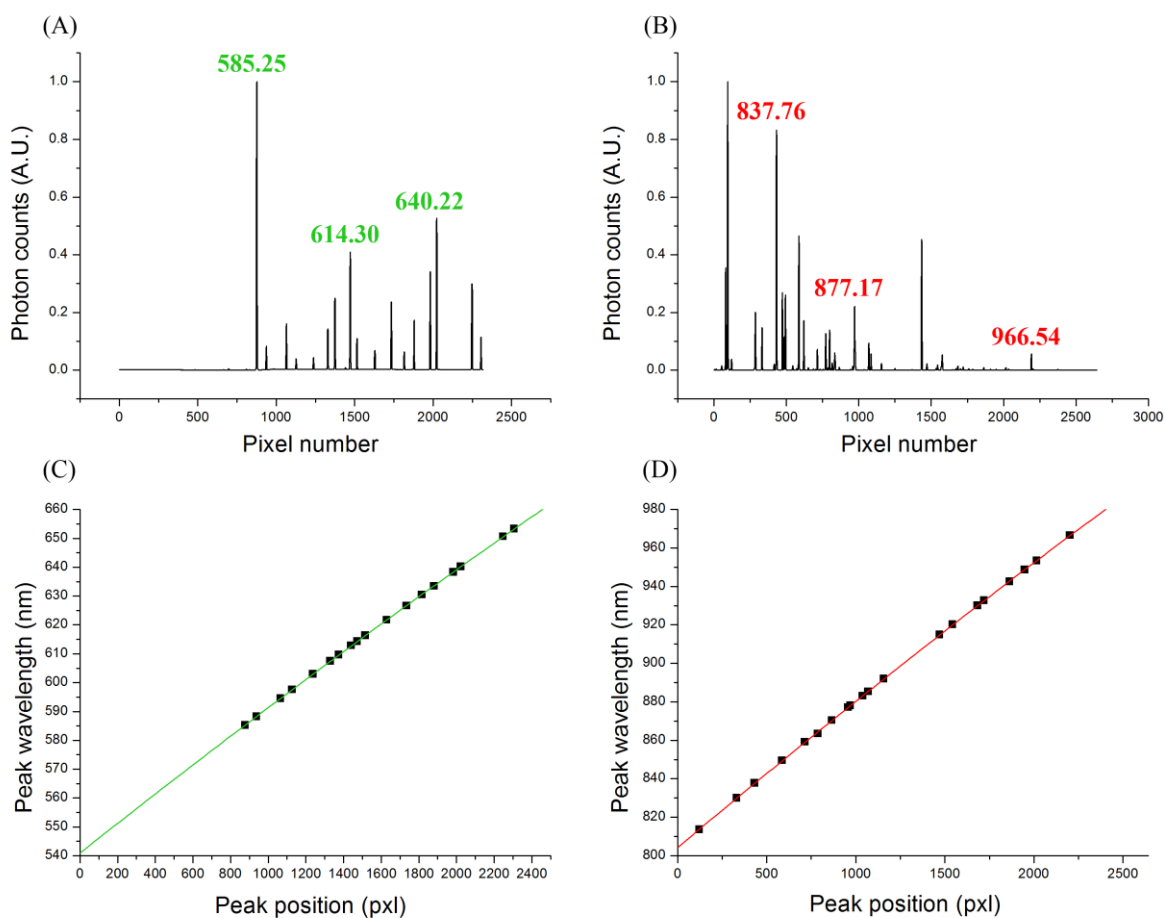 (A)
585.25
614.30
640.22
1.0
0.8
0.6
0.4
0.2
0.0
Photon counts (A.U.)
0 500 1000 1500 2000 2500
Pixel number
(B)
837.76
877.17
966.54
1.0
0.8
0.6
0.4
0.2
0.0
Photon counts (A.U.)
0 500 1000 1500 2000 2500 3000
Pixel number
(C)
660
650
640
630
620
610
600
590
580
570
560
550
540
Peak wavelength (nm)
0 200 400 600 800 1000 1200 1400 1600 1800 2000 2200 2400
Peak position (pxl)
(D)
980
960
940
920
900
880
860
840
820
800
Peak wavelength (nm)
0 500 1000 1500 2000 2500
Peak position (pxl)